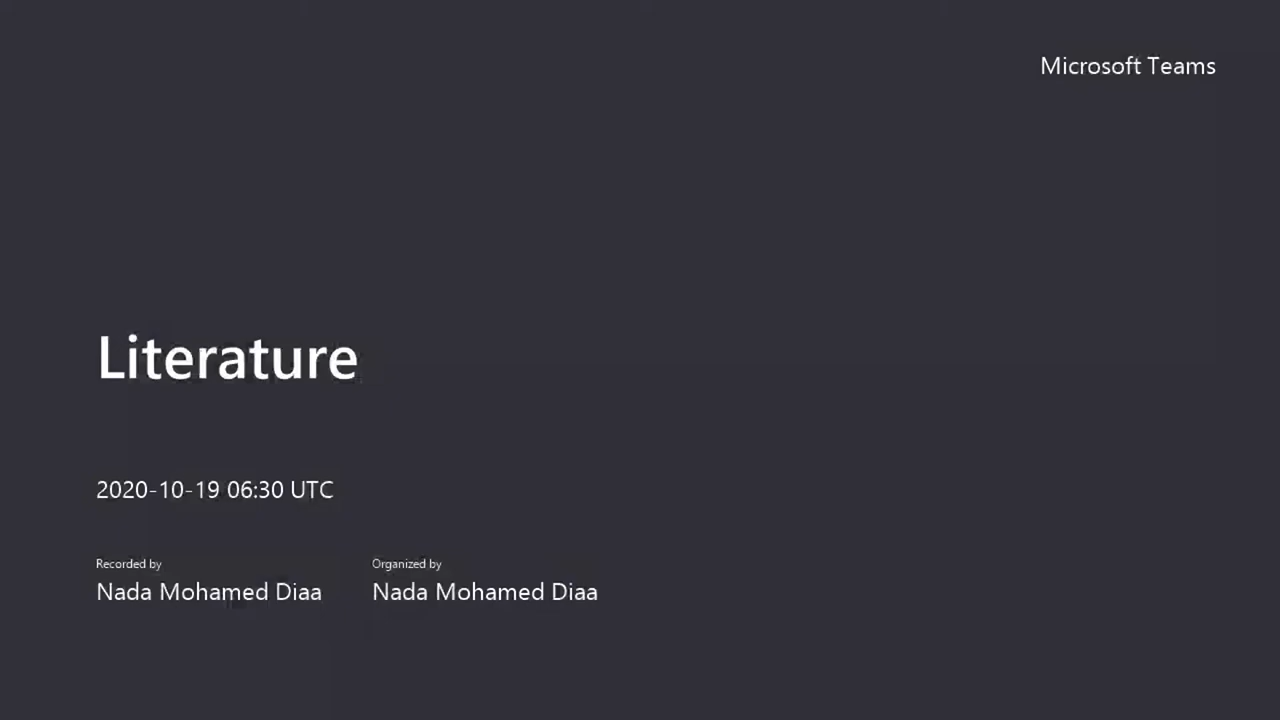 Microsoft Teams
Literature
2020-10-19 06:30 UTC
Recorded by Organized by
Nada Mohamed Diaa Nada Mohamed Diaa